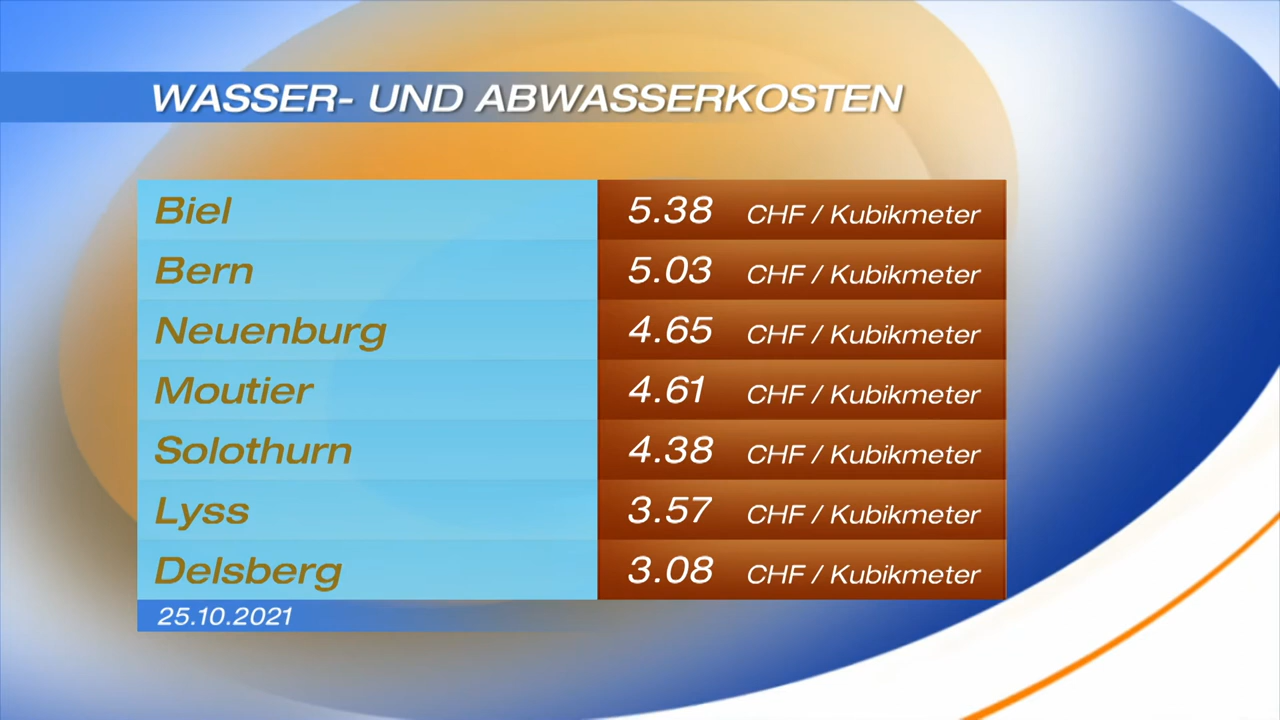 WASSER- UND ABWASSERKOSTEN
Biel 5.38 CHF / Kubikmeter
Bern 5.03 CHF / Kubikmeter
Neuenburg 4.65 CHF / Kubikmeter
Moutier 4.61 CHF / Kubikmeter
Solothurn 4.38 CHF / Kubikmeter
Lyss 3.57 CHF / Kubikmeter
Delsberg 3.08 CHF / Kubikmeter
25.10.2021